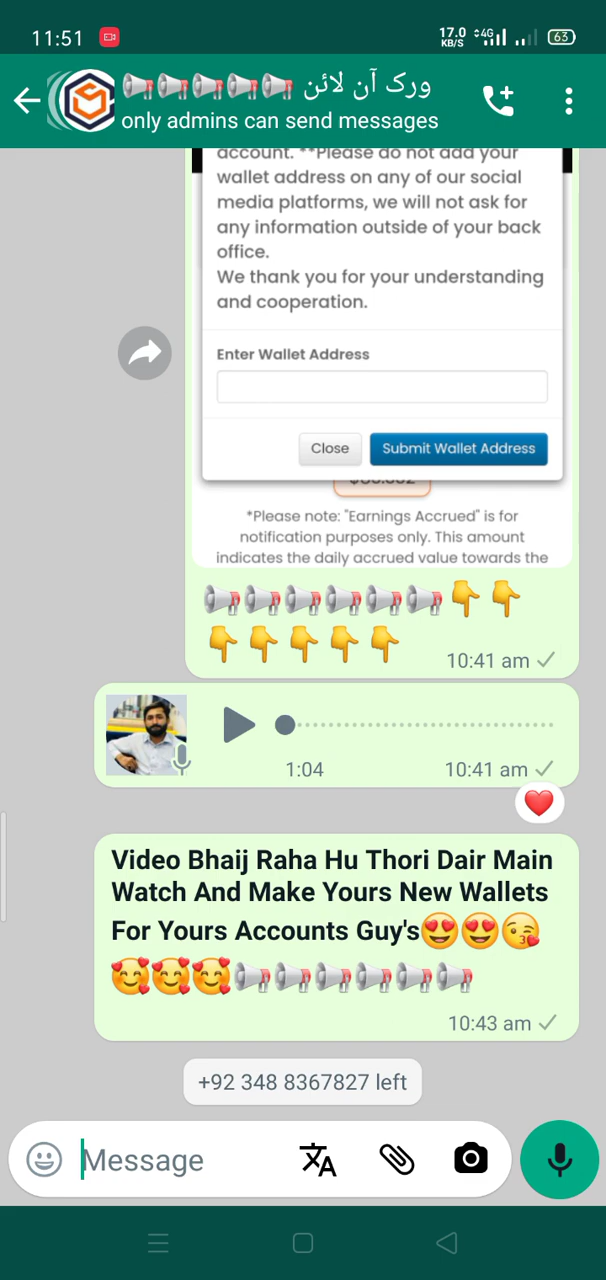 11:51
17.0 KB/S 4G 63
ورک آن لائن
only admins can send messages
account. **Please do not add your
wallet address on any of our social
media platforms, we will not ask for
any information outside of your back
office.
We thank you for your understanding
and cooperation.
Enter Wallet Address
Close Submit Wallet Address
*Please note: "Earnings Accrued" is for
notification purposes only. This amount
indicates the daily accrued value towards the
10:41 am
1:04 10:41 am
Video Bhaij Raha Hu Thori Dair Main
Watch And Make Yours New Wallets
For Yours Accounts Guy's
10:43 am
+92 348 8367827 left
Message